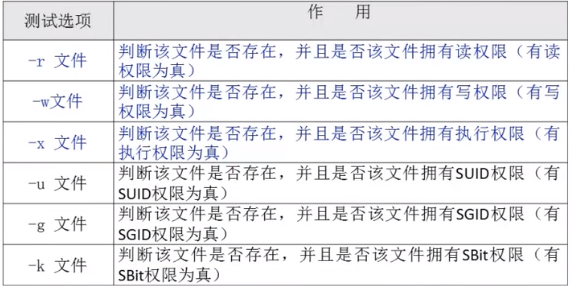 测试选项
作 用
-r 文件
判断该文件是否存在，并且是否该文件拥有读权限（有读
权限为真）
-w文件
判断该文件是否存在，并且是否该文件拥有写权限（有写
权限为真）
-x 文件
判断该文件是否存在，并且是否该文件拥有执行权限（有
执行权限为真）
-u 文件
判断该文件是否存在，并且是否该文件拥有SUID权限（有
SUID权限为真）
-g 文件
判断该文件是否存在，并且是否该文件拥有SGID权限（有
SGID权限为真）
-k 文件
判断该文件是否存在，并且是否该文件拥有SBit权限（有
SBit权限为真）